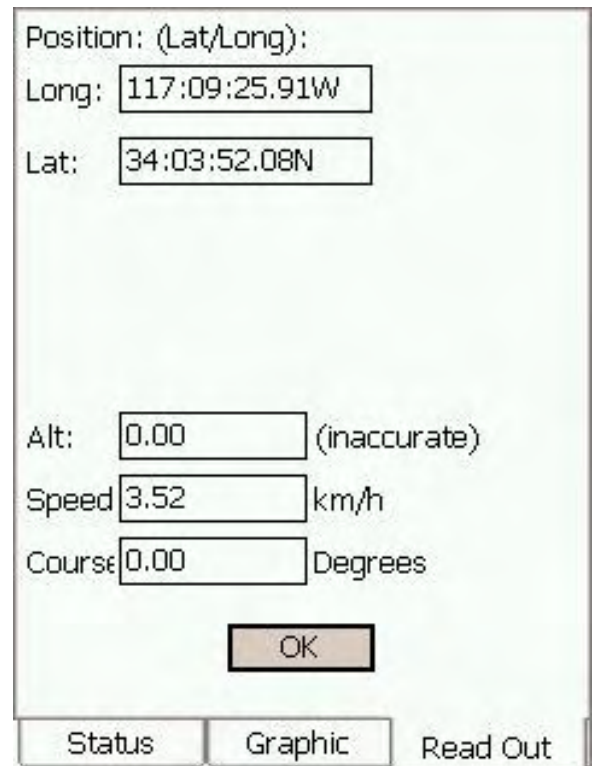 Position: (Lat/Long):
Long: 117:09:25.91W
Lat: 34:03:52.08N
Alt: 0.00 (inaccurate)
Speed 3.52 km/h
Course 0.00 Degrees
OK
Status Graphic Read Out